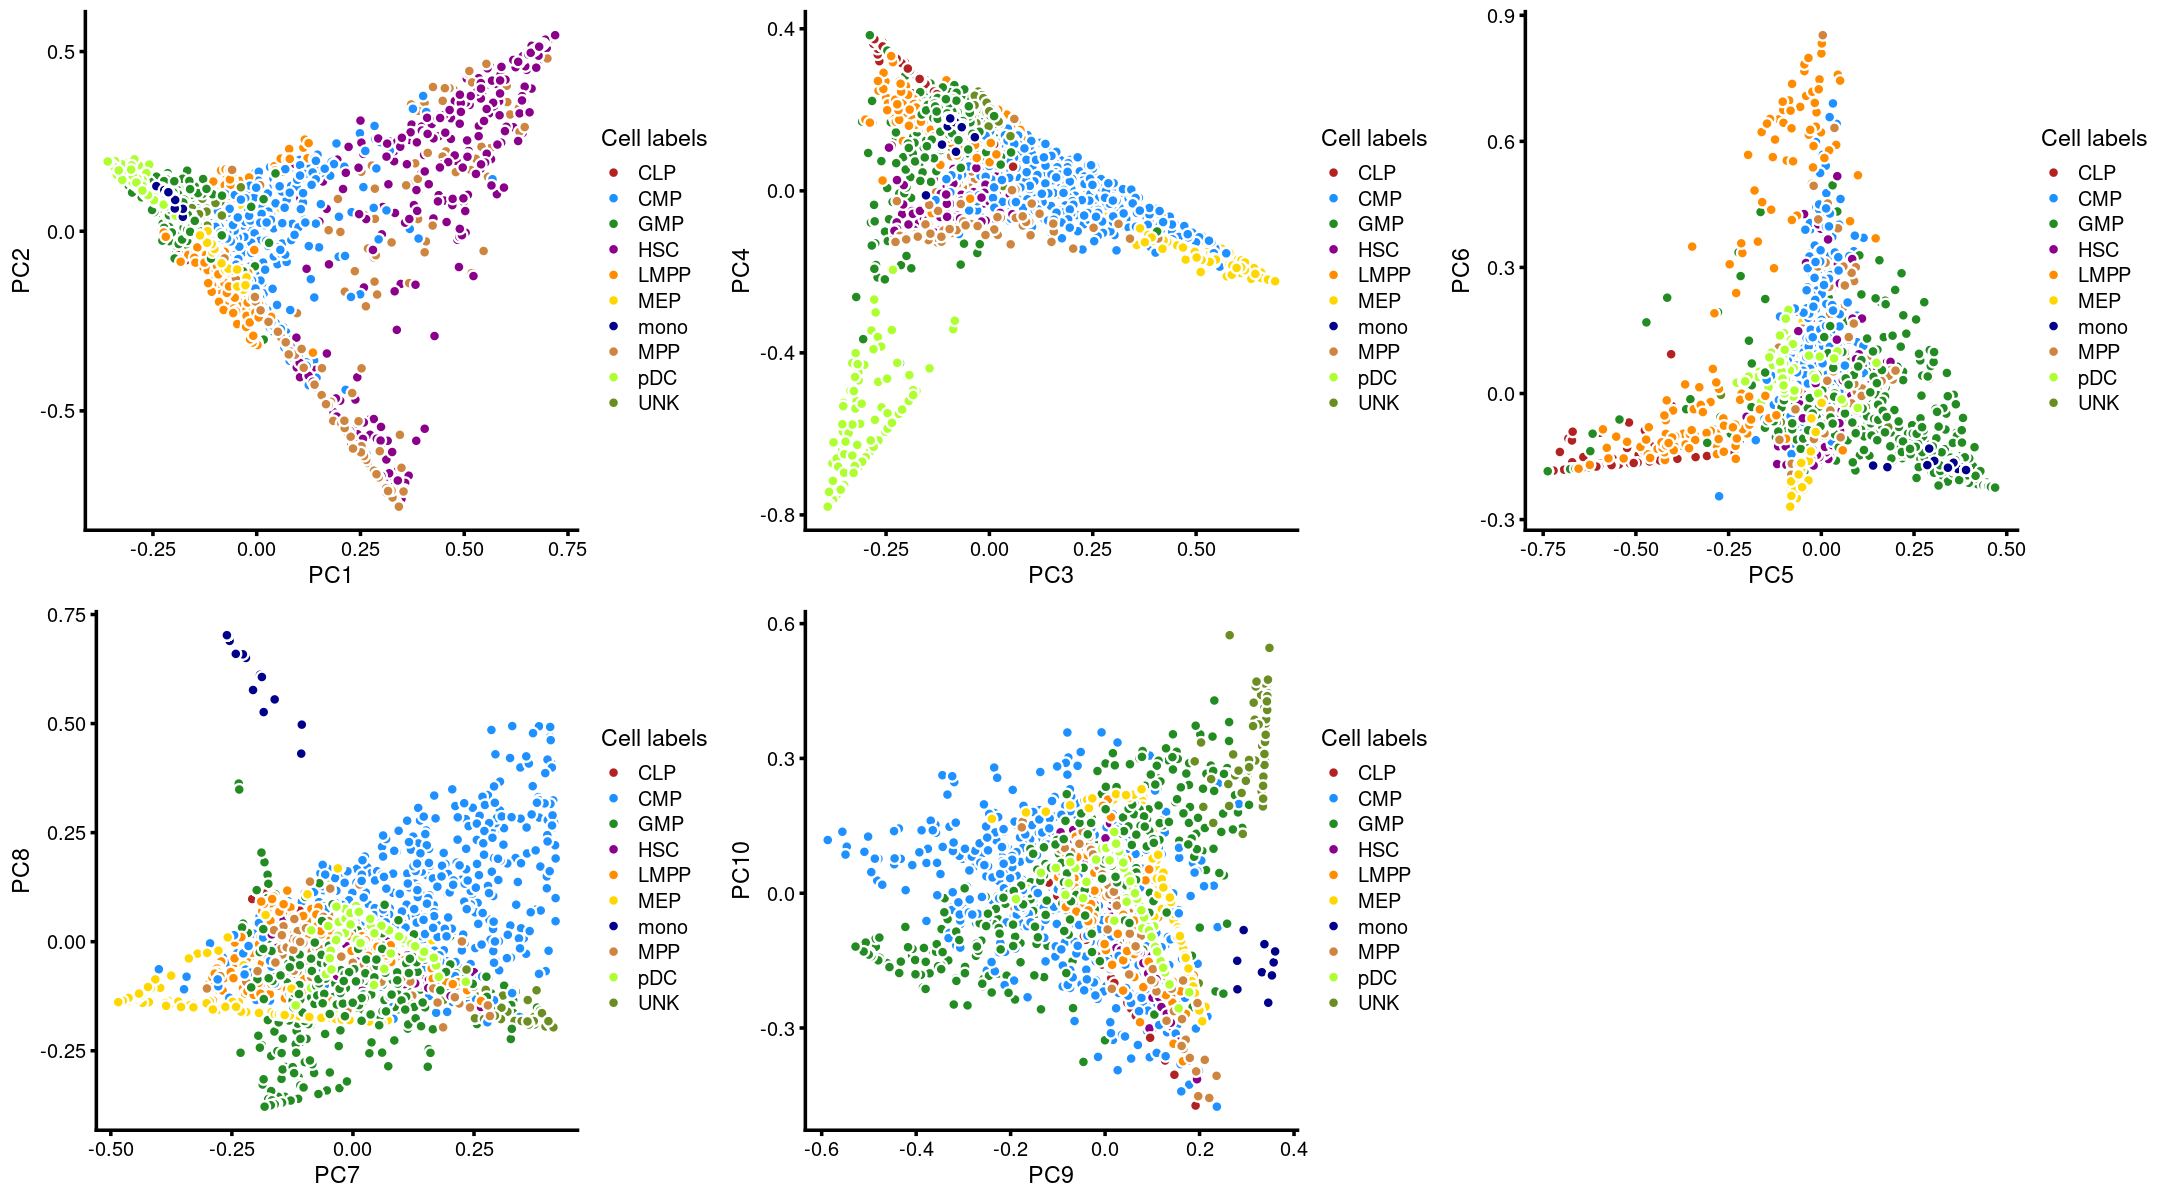 0.5
0.0
-0.5
PC2
-0.25
0.00
0.25
0.50
0.75
PC1
Cell labels
CLP
CMP
GMP
HSC
LMPP
MEP
mono
MPP
pDC
UNK
0.4
0.0
-0.4
-0.8
PC4
-0.25
0.00
0.25
0.50
PC3
Cell labels
CLP
CMP
GMP
HSC
LMPP
MEP
mono
MPP
pDC
UNK
0.9
0.6
0.3
0.0
-0.3
PC6
-0.75
-0.50
-0.25
0.00
0.25
0.50
PC5
Cell labels
CLP
CMP
GMP
HSC
LMPP
MEP
mono
MPP
pDC
UNK
0.75
0.50
0.25
0.00
-0.25
PC8
-0.50
-0.25
0.00
0.25
PC7
Cell labels
CLP
CMP
GMP
HSC
LMPP
MEP
mono
MPP
pDC
UNK
0.6
0.3
0.0
-0.3
PC10
-0.6
-0.4
-0.2
0.0
0.2
0.4
PC9
Cell labels
CLP
CMP
GMP
HSC
LMPP
MEP
mono
MPP
pDC
UNK